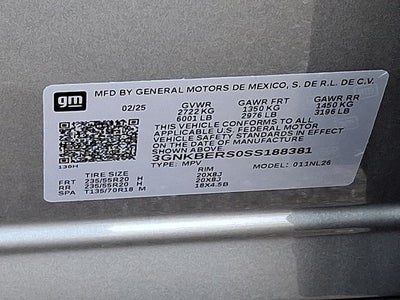 gm
MFD BY GENERAL MOTORS DE MEXICO, S. DE R.L. DE C.V.
02/25 GVWR GAWR FRT GAWR RR
2722 KG 1350 KG 1450 KG
6001 LB 2976 LB 3196 LB
THIS VEHICLE CONFORMS TO ALL
APPLICABLE U.S. FEDERAL MOTOR
VEHICLE SAFETY STANDARDS IN EFFECT
ON THE DATE OF MANUFACTURE
SHOWN ABOVE.
3GNKBERS0SS188381
TYPE: MPV MODEL: 011NL26
TIRE SIZE RIM
FRT 235/55R20 H 20X8J
RR 235/55R20 H 20X8J
SPA T135/70R18 M 18X4.5B